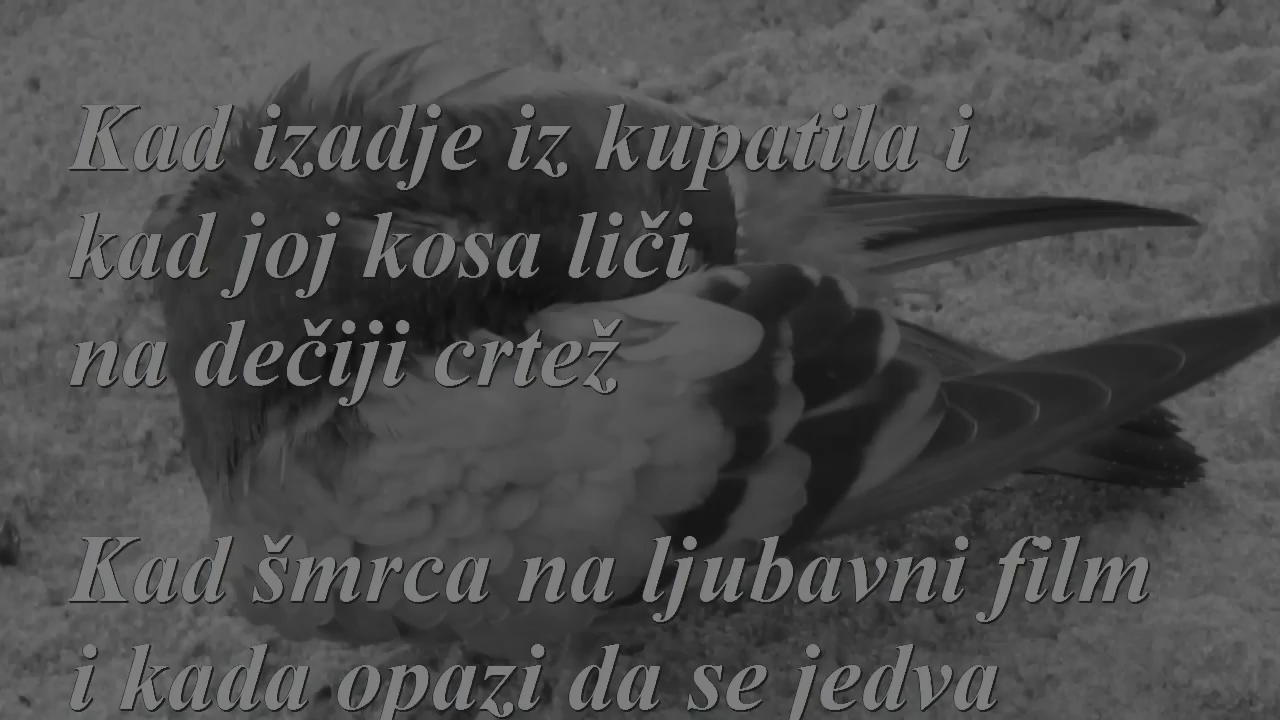 Kad izadje iz kupatila i
kad joj kosa liči
na dečiji crtež
Kad šmrca na ljubavni film
i kada opazi da se jedva